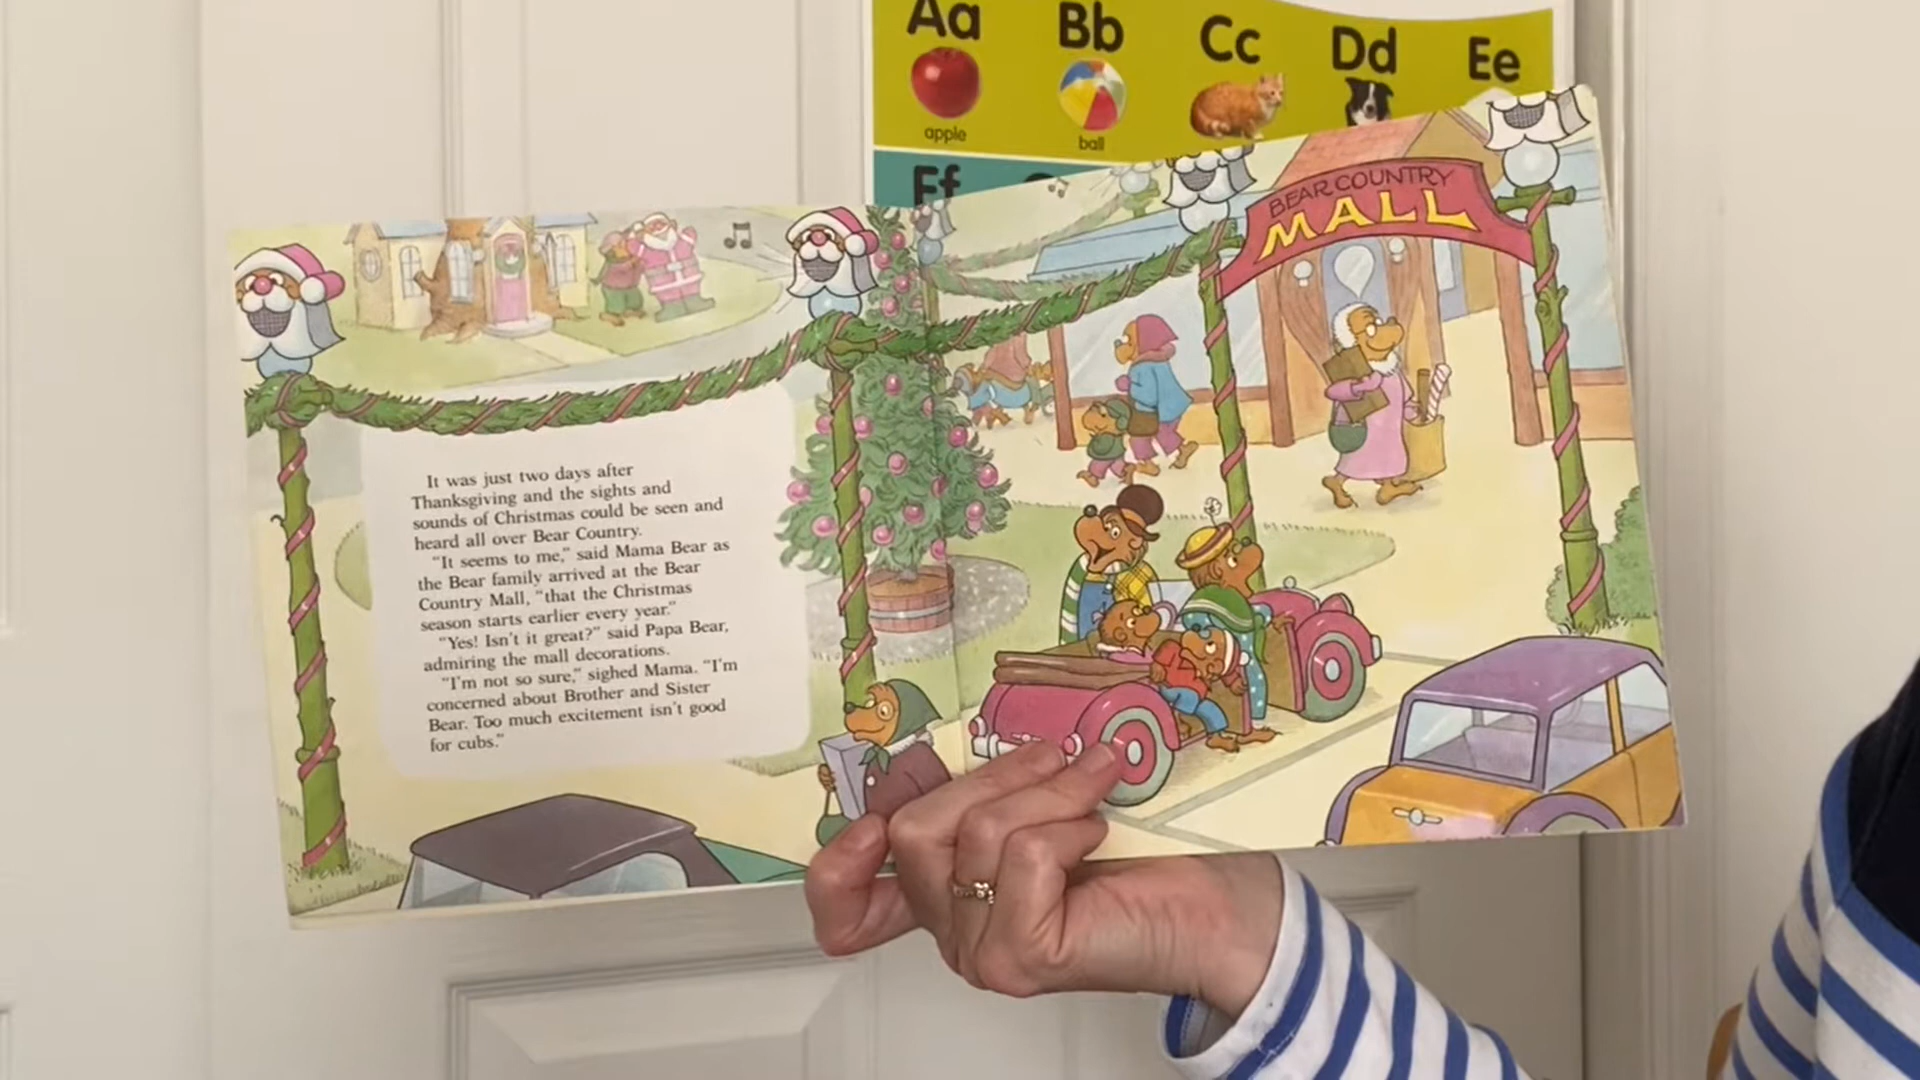 Aa Bb Cc Dd Ee
apple
ball
Ff
BEAR COUNTRY
MALL
It was just two days after
Thanksgiving and the sights and
sounds of Christmas could be seen and
heard all over Bear Country.
"It seems to me," said Mama Bear as
the Bear family arrived at the Bear
Country Mall, "that the Christmas
season starts earlier every year."
"Yes! Isn't it great?" said Papa Bear,
admiring the mall decorations.
"I'm not so sure," sighed Mama. "I'm
concerned about Brother and Sister
Bear. Too much excitement isn't good
for cubs."